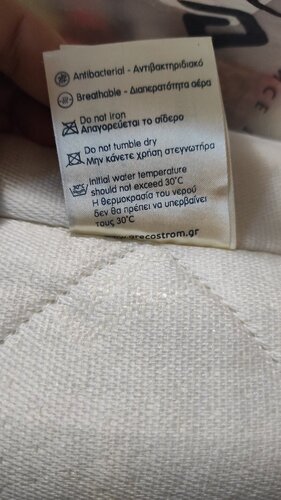 Antibacterial - Αντιβακτηριδιακό
Breathable - Διαπερατότητα αέρα
Do not iron
Απαγορεύεται το σίδερο
Do not tumble dry
Μην κάνετε χρήση στεγνωτήρα
Initial water temperature
should not exceed 30°C
Η θερμοκρασία του νερού
δεν θα πρέπει να υπερβαίνει
τους 30°C
grecostrom.gr